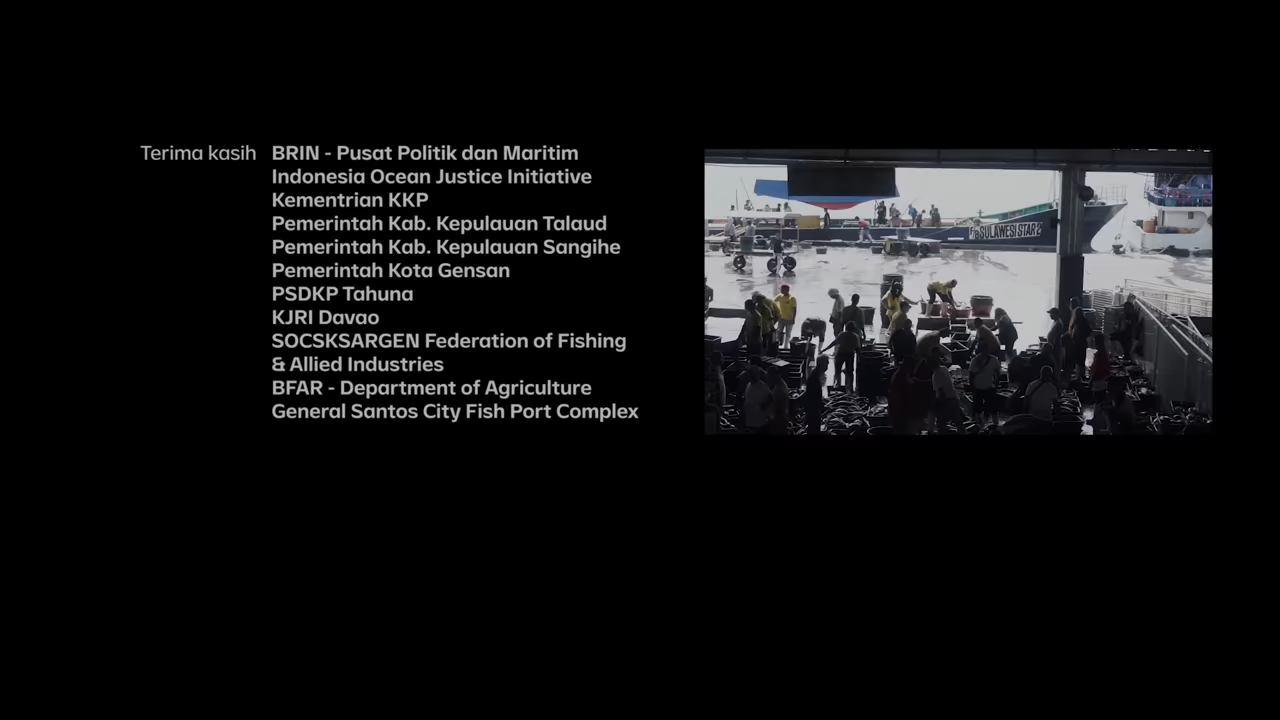 Terima kasih BRIN - Pusat Politik dan Maritim
Indonesia Ocean Justice Initiative
Kementrian KKP
Pemerintah Kab. Kepulauan Talaud
Pemerintah Kab. Kepulauan Sangihe
Pemerintah Kota Gensan
PSDKP Tahuna
KJRI Davao
SOCSKSARGEN Federation of Fishing
& Allied Industries
BFAR - Department of Agriculture
General Santos City Fish Port Complex
F/B SULAWESI STAR 2